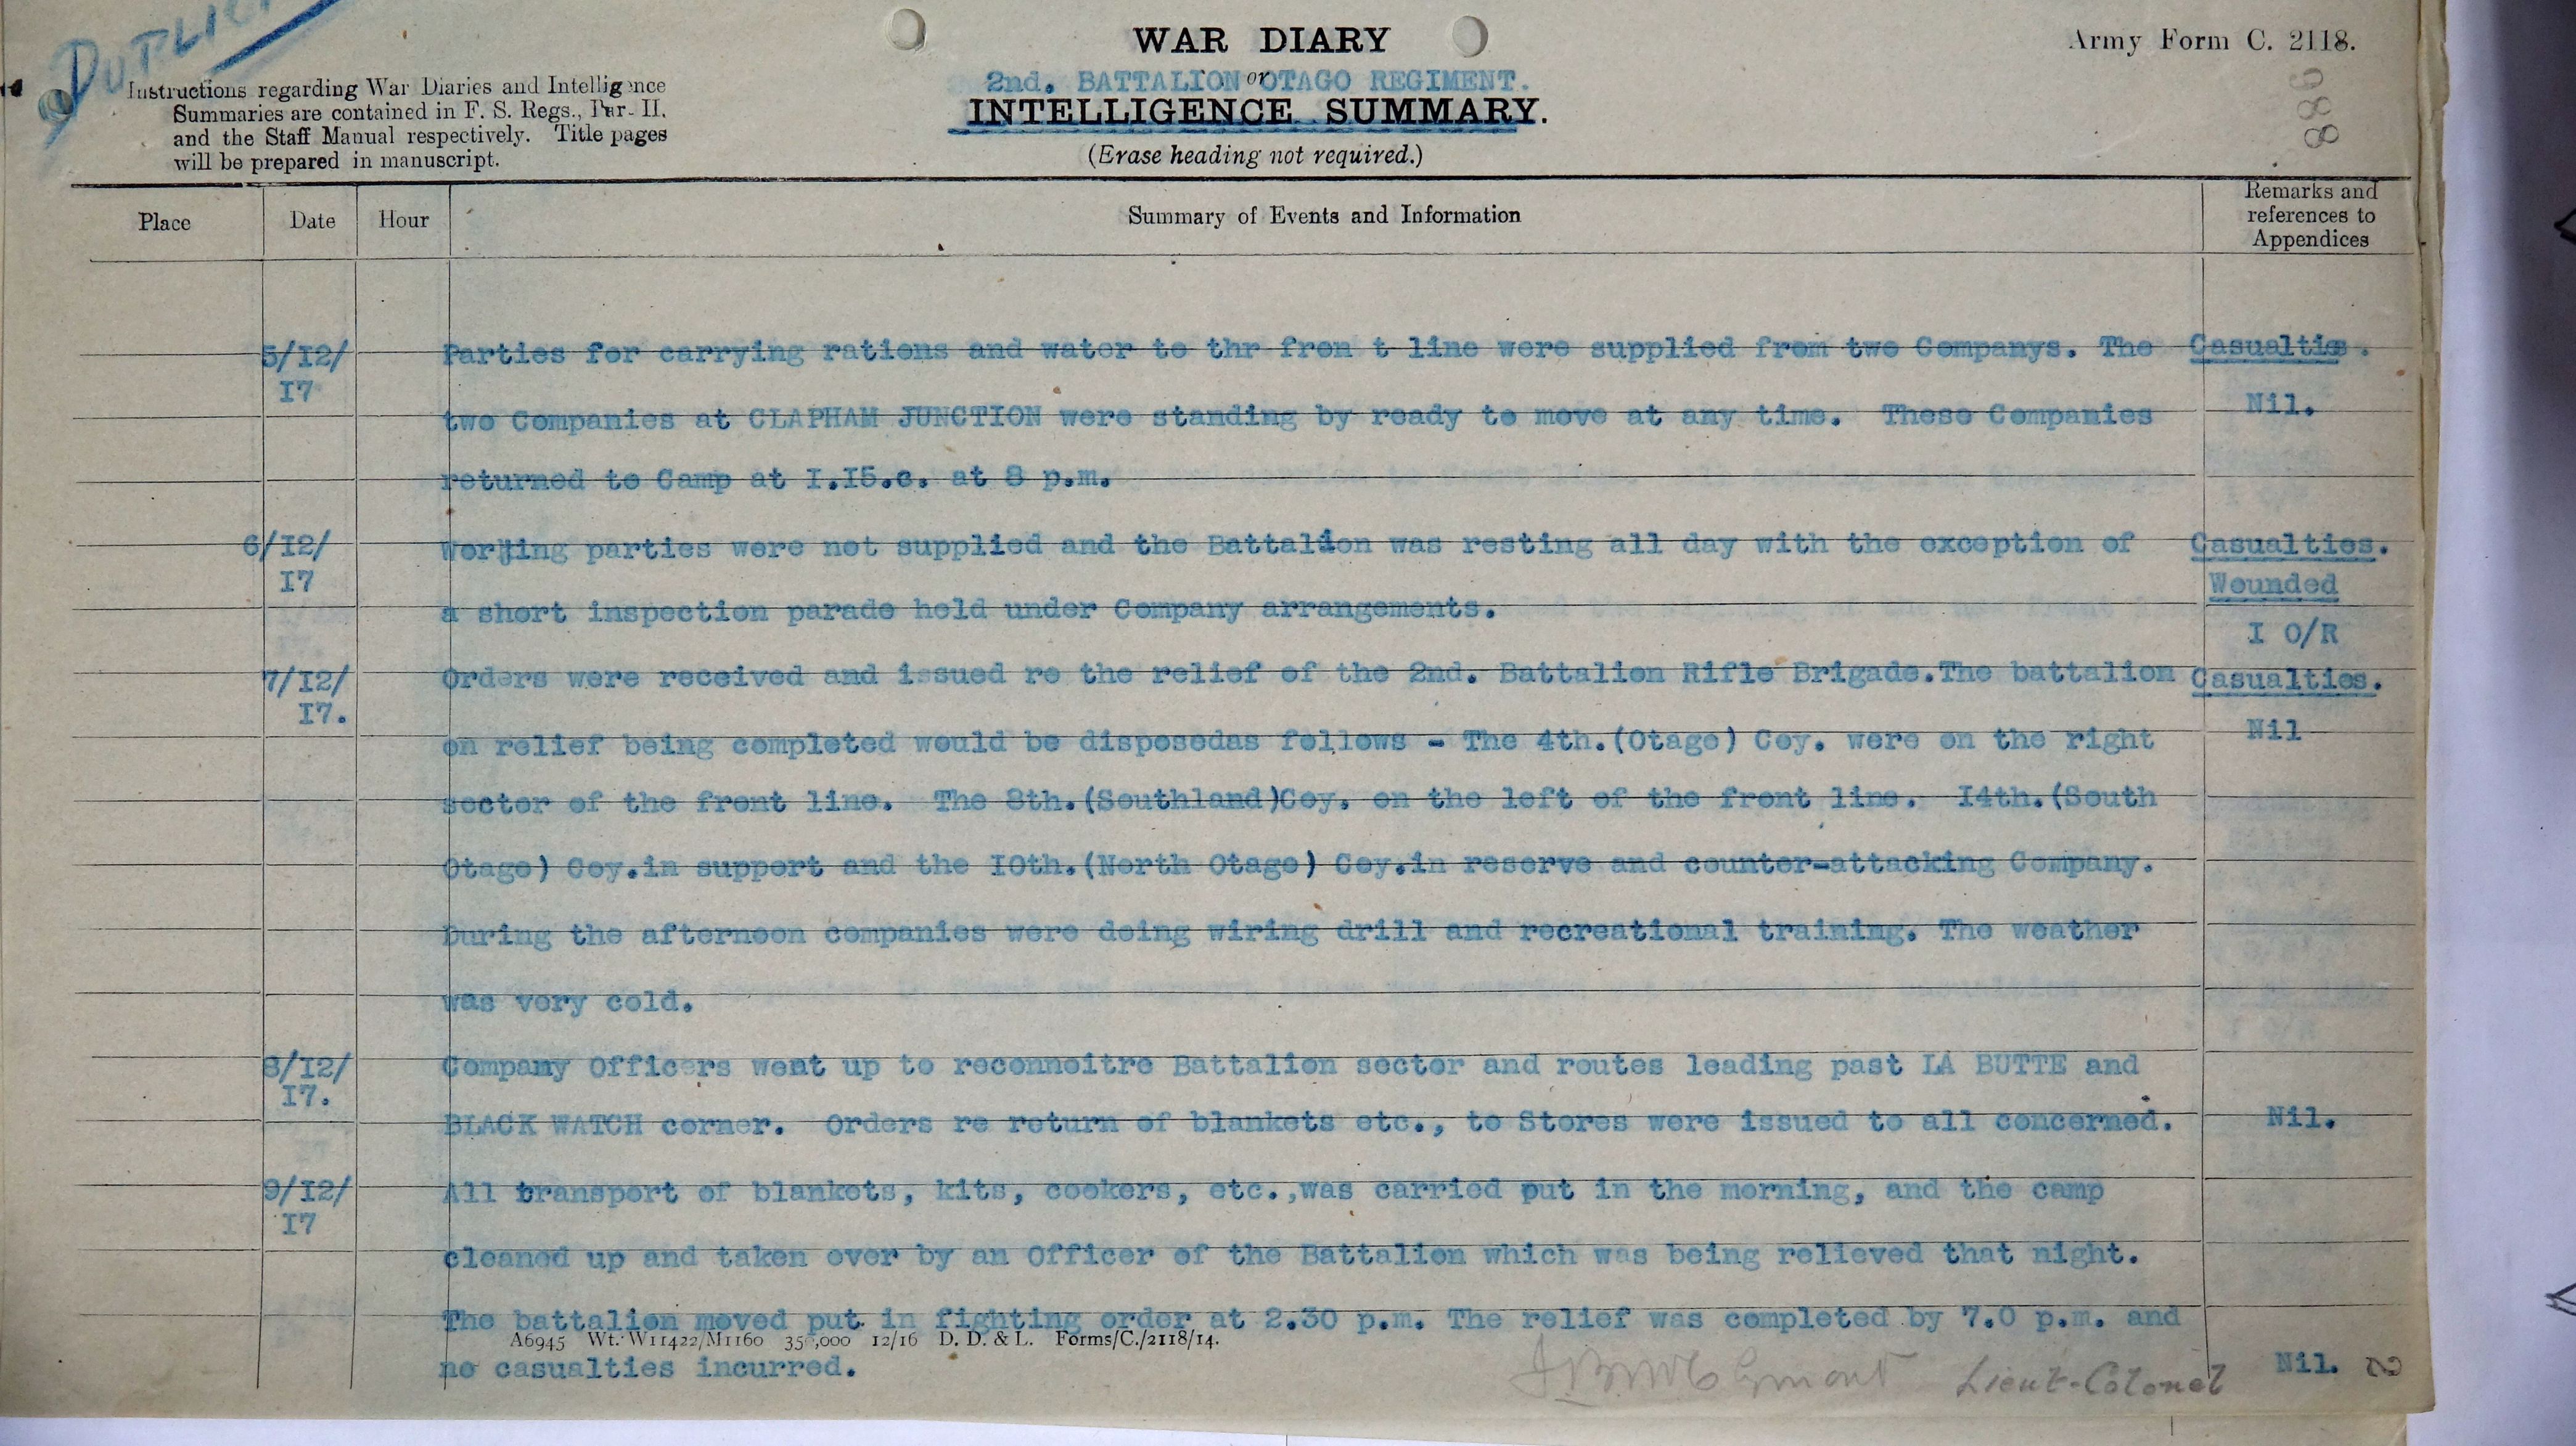 DUPLIC
WAR DIARY
Army Form C. 2118.
2nd. BATTALION or OTAGO REGIMENT.
INTELLIGENCE SUMMARY.
(Erase heading not required.)
Instructions regarding War Diaries and Intelligence
Summaries are contained in F. S. Regs., Part II.
and the Staff Manual respectively. Title pages
will be prepared in manuscript.
986
Place Date Hour Summary of Events and Information Remarks and
references to
Appendices
5/I2/ Parties for carrying rations and water to thr fron t line were supplied from two Companys. The Casualties.
I7
two Companies at CLAPHAM JUNCTION were standing by ready to move at any time. These Companies Nil.
returned to Camp at I.I5.c. at 8 p.m.
6/I2/ Working parties were not supplied and the Battalion was resting all day with the exception of Casualties.
I7 Wounded
a short inspection parade held under Company arrangements.
I O/R
7/I2/ Orders were received and issued re the relief of the 2nd. Battalion Rifle Brigade.The battalion Casualties.
I7.
on relief being completed would be disposedas follows - The 4th.(Otago) Coy. were on the right Nil
sector of the front line. The 8th.(Southland)Coy. on the left of the front line. I4th.(South
Otago) Coy.in support and the I0th.(North Otago) Coy.in reserve and counter-attacking Company.
During the afternoon companies were doing wiring drill and recreational training. The weather
was very cold.
8/I2/ Company Officers went up to reconnoitre Battalion sector and routes leading past LA BUTTE and
I7.
BLACK WATCH corner. Orders re return of blankets etc., to Stores were issued to all concerned. Nil.
9/I2/ All transport of blankets, kits, cookers, etc.,was carried put in the morning, and the camp
I7
cleaned up and taken over by an Officer of the Battalion which was being relieved that night.
The battalion moved put in fighting order at 2.30 p.m. The relief was completed by 7.0 p.m. and
A6945 Wt. W11422/M1160 350,000 12/16 D. D. & L. Forms/C./2118/14.
no casualties incurred. Lieut-Colonel Nil. 2